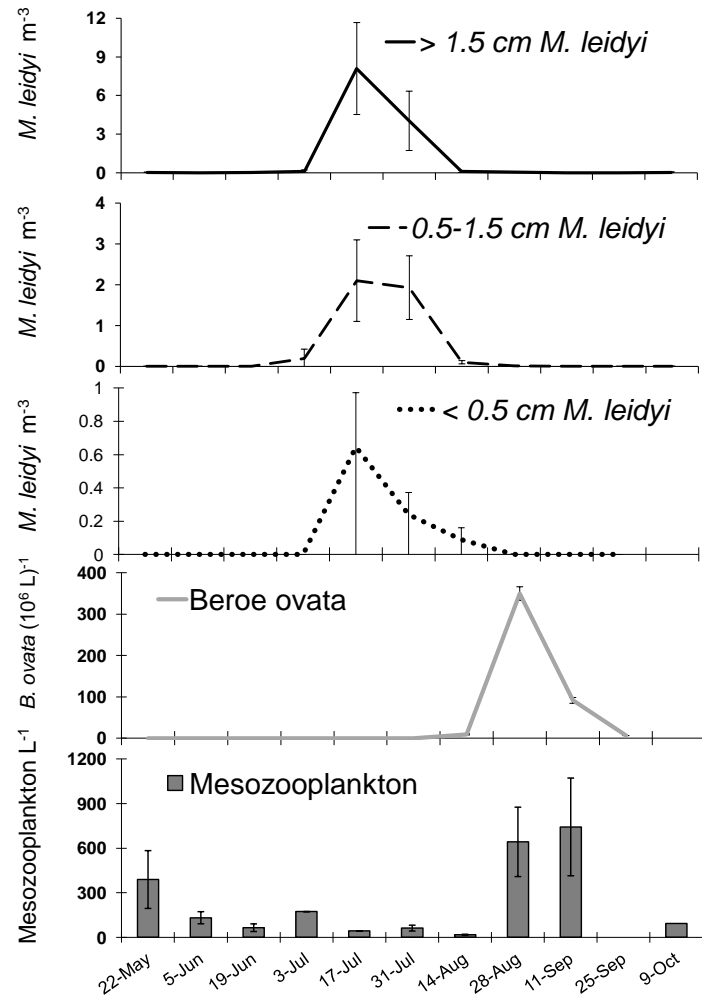 12
9
6
3
0
M. leidyi m⁻³
> 1.5 cm M. leidyi
4
3
2
1
0
M. leidyi m⁻³
0.5-1.5 cm M. leidyi
1
0.8
0.6
0.4
0.2
0
M. leidyi m⁻³
< 0.5 cm M. leidyi
400
300
200
100
0
B. ovata (10⁶ L)⁻¹
Beroe ovata
1200
900
600
300
0
Mesozooplankton L⁻¹
Mesozooplankton
22-May
5-Jun
19-Jun
3-Jul
17-Jul
31-Jul
14-Aug
28-Aug
11-Sep
25-Sep
9-Oct